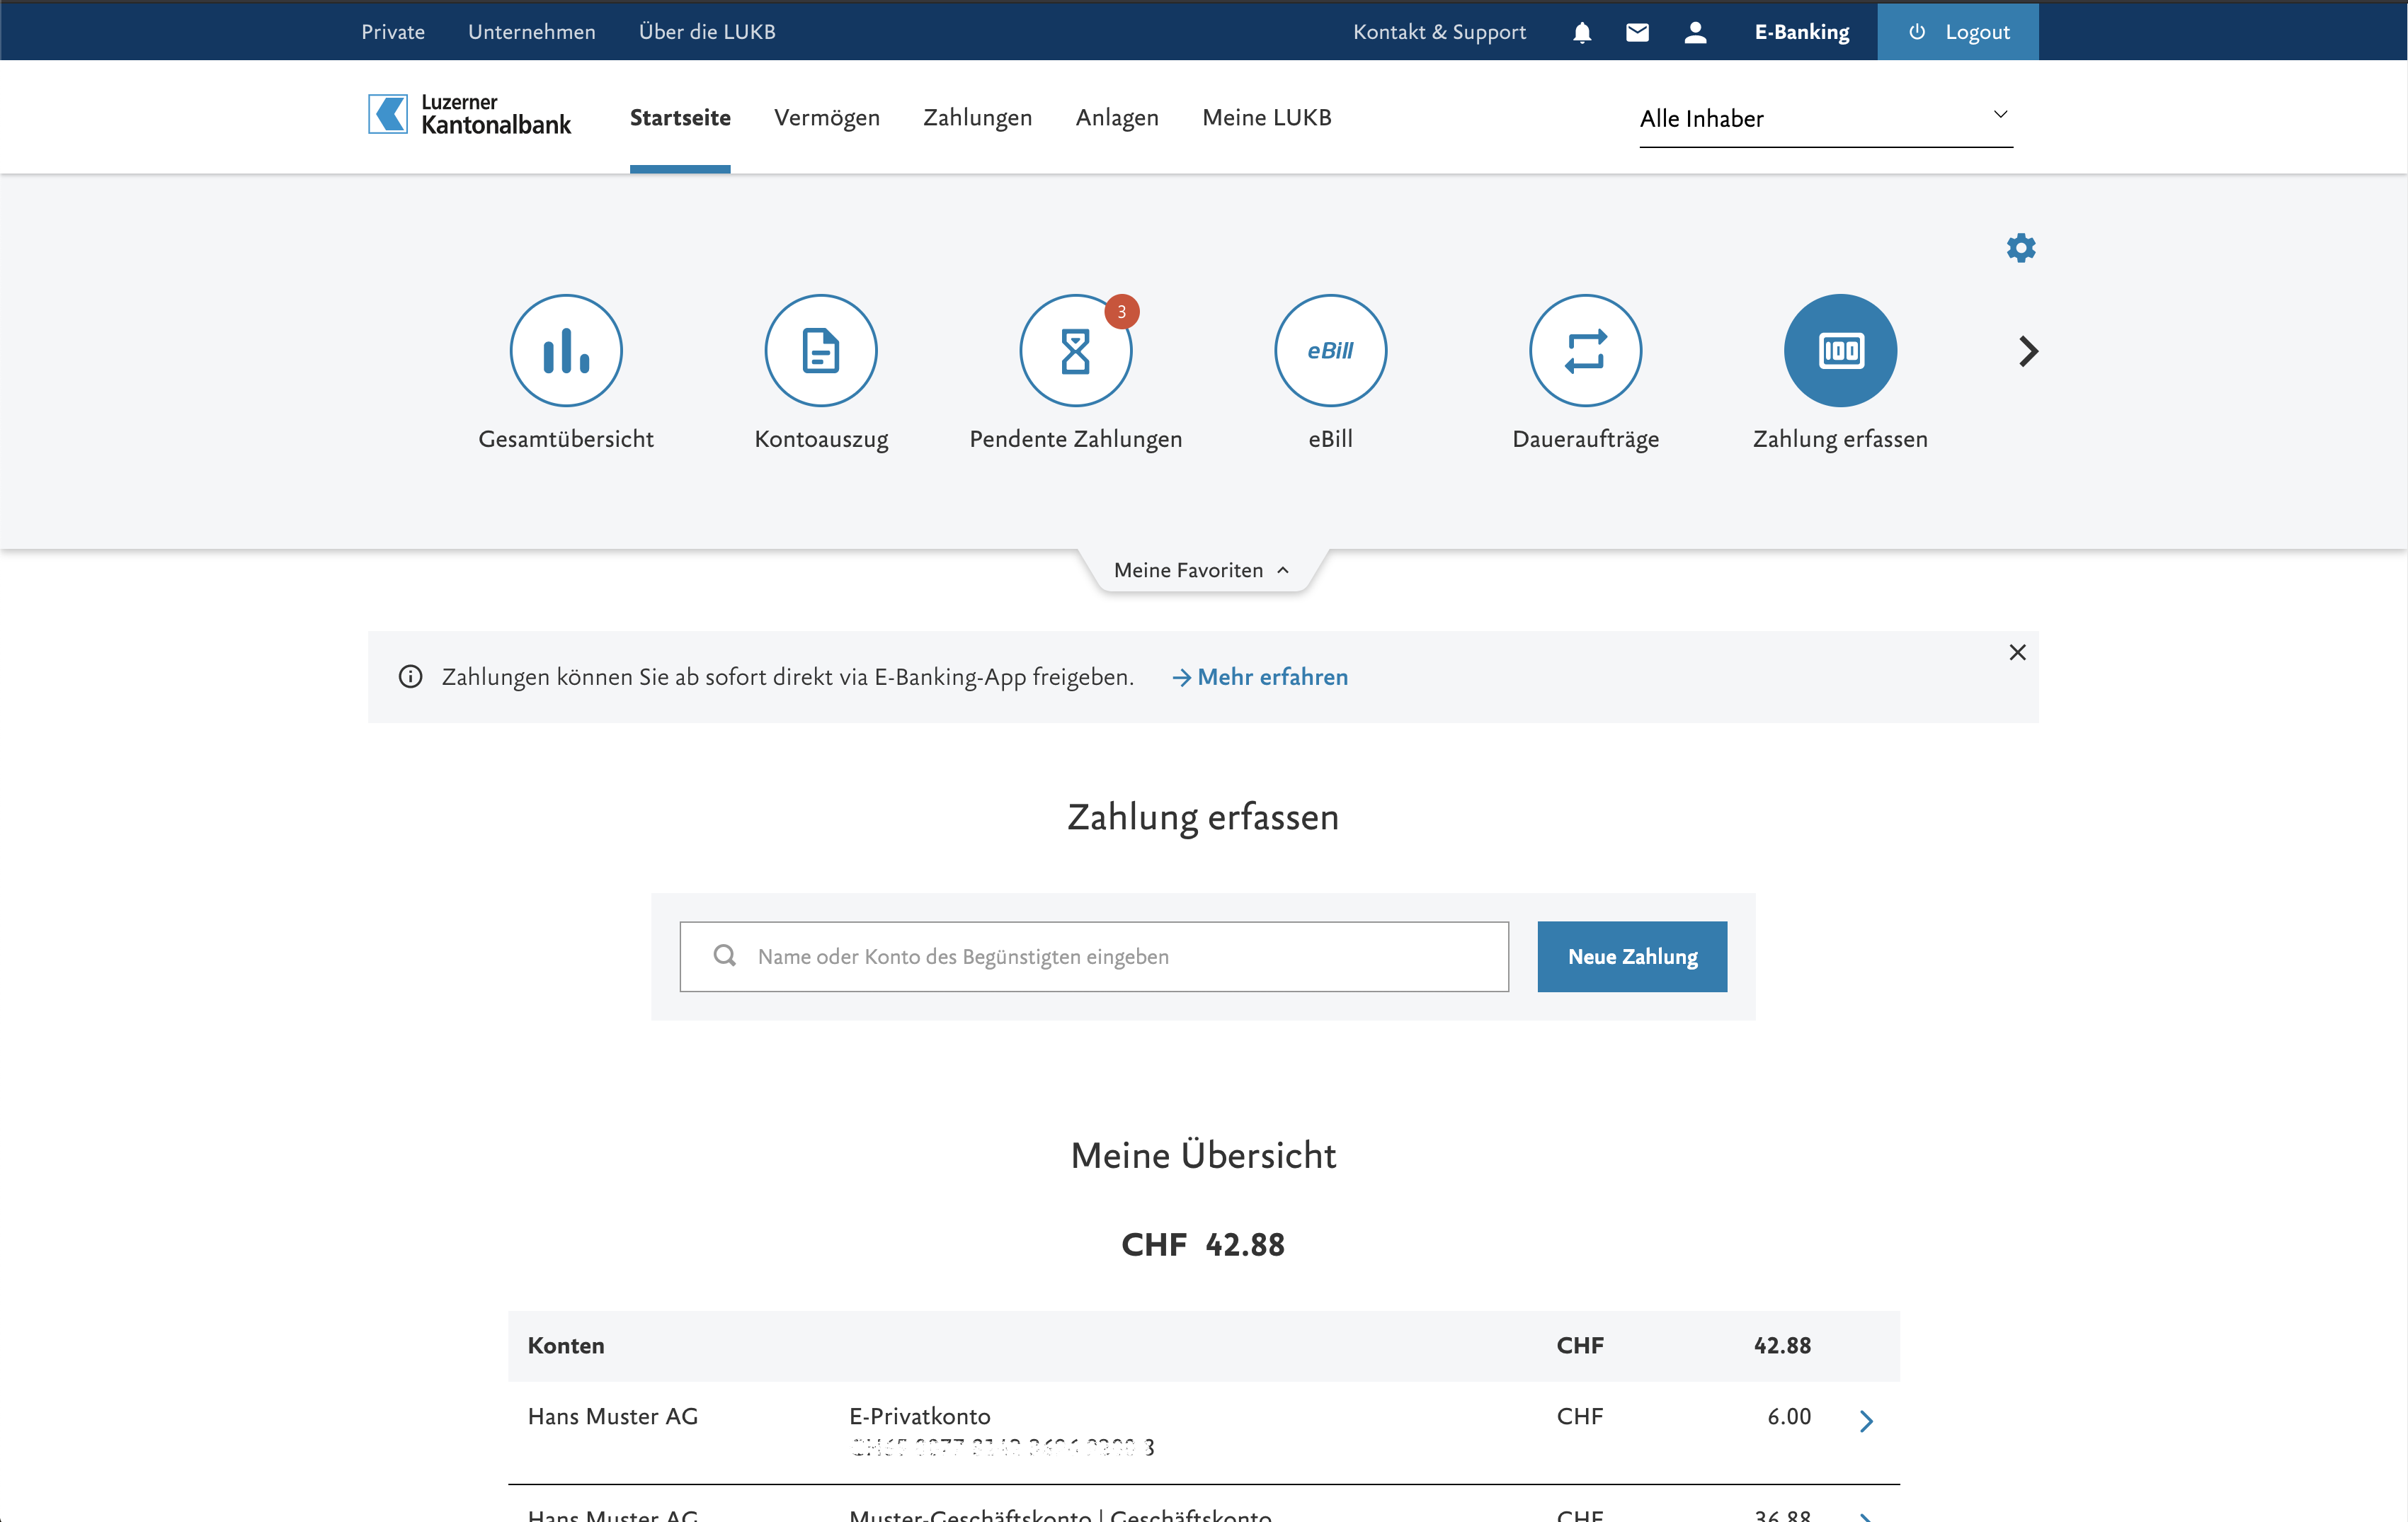 Private Unternehmen Über die LUKB Kontakt & Support E-Banking Logout
Luzerner
Kantonalbank
Startseite Vermögen Zahlungen Anlagen Meine LUKB Alle Inhaber
3
eBill
100
Gesamtübersicht Kontoauszug Pendente Zahlungen eBill Daueraufträge Zahlung erfassen
Meine Favoriten
Zahlungen können Sie ab sofort direkt via E-Banking-App freigeben. Mehr erfahren
Zahlung erfassen
Name oder Konto des Begünstigten eingeben Neue Zahlung
Meine Übersicht
CHF 42.88
Konten CHF 42.88
Hans Muster AG E-Privatkonto CHF 6.00
Hans Muster AG Muster-Geschäftskonto | Geschäftskonto CHF 36.88